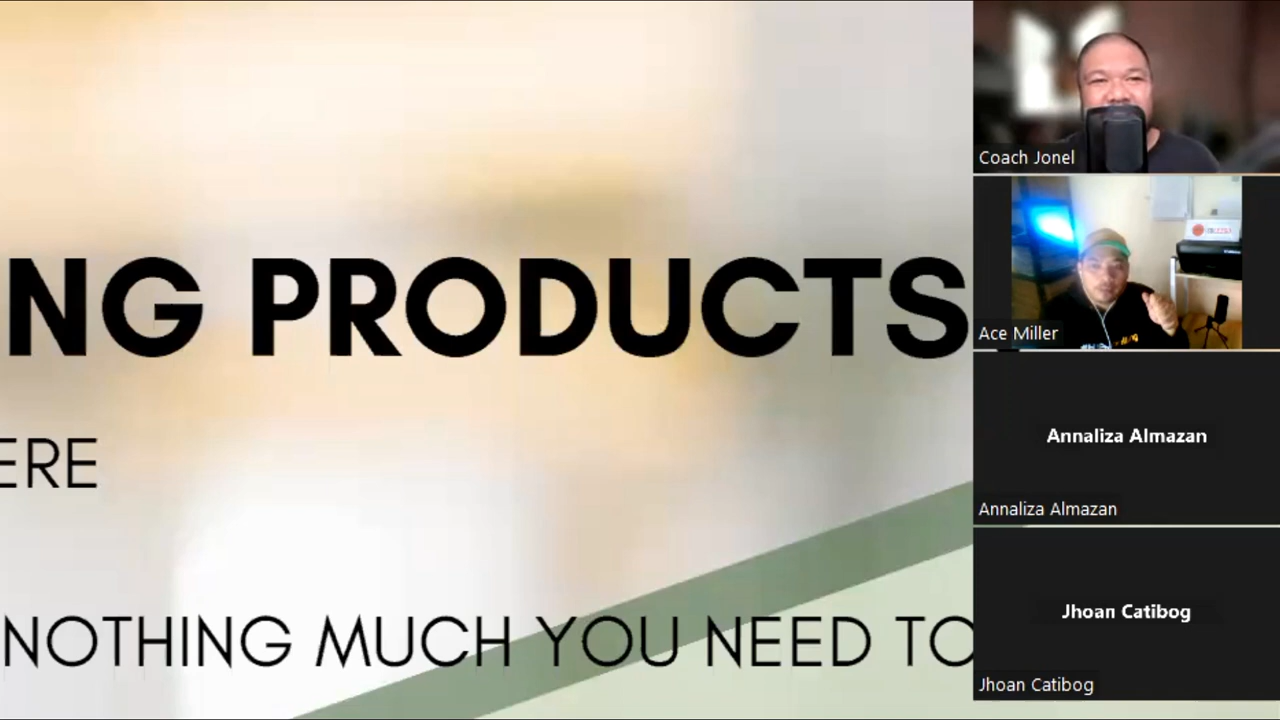 NG PRODUCTS
ERE
NOTHING MUCH YOU NEED TO
Coach Jonel
Ace Miller
Annaliza Almazan
Annaliza Almazan
Jhoan Catibog
Jhoan Catibog